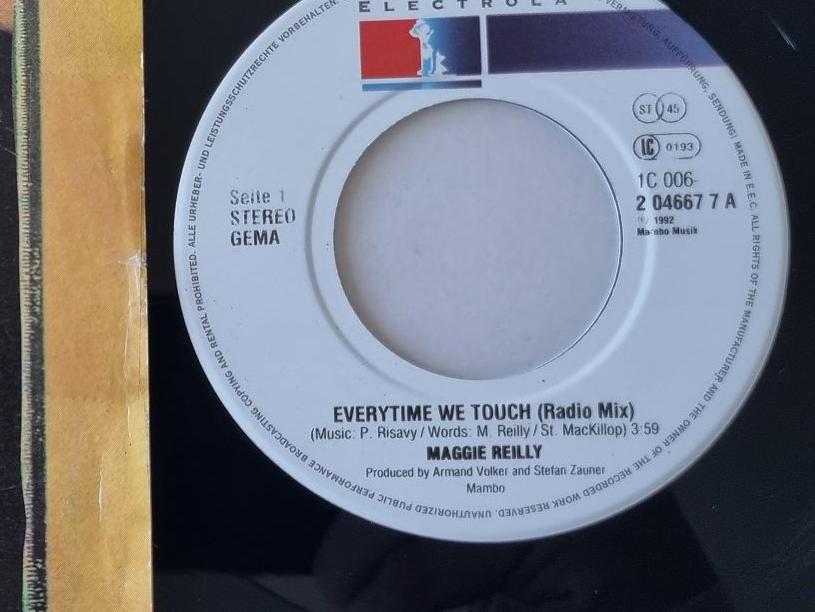 ELECTROLA
ALLE URHEBER- UND LEISTUNGSSCHUTZRECHTE VORBEHALTEN.
VERMIETUNG, AUFFÜHRUNG, SENDUNG! MADE IN E.E.C. ALL RIGHTS OF THE MANUFACTURER AND THE OWNER OF THE RECORDED WORK RESERVED. UNAUTHORIZED PUBLIC PERFORMANCE BROADCASTING COPYING AND RENTAL PROHIBITED.
ST 45
LC 0193
Seite 1
STEREO
GEMA
1C 006-
2 04667 7 A
℗ 1992
Mambo Musik
EVERYTIME WE TOUCH (Radio Mix)
(Music: P. Risavy / Words: M. Reilly / St. MacKillop) 3:59
MAGGIE REILLY
Produced by Armand Volker and Stefan Zauner
Mambo